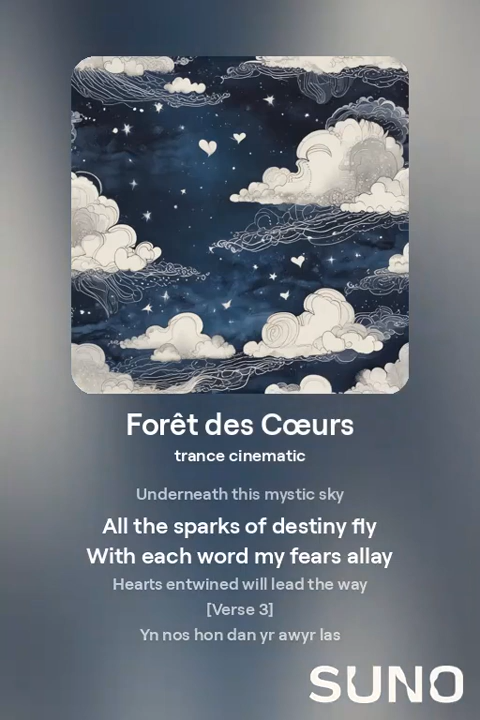 Forêt des Cœurs
trance cinematic
Underneath this mystic sky
All the sparks of destiny fly
With each word my fears allay
Hearts entwined will lead the way
[Verse 3]
Yn nos hon dan yr awyr las
SUNO